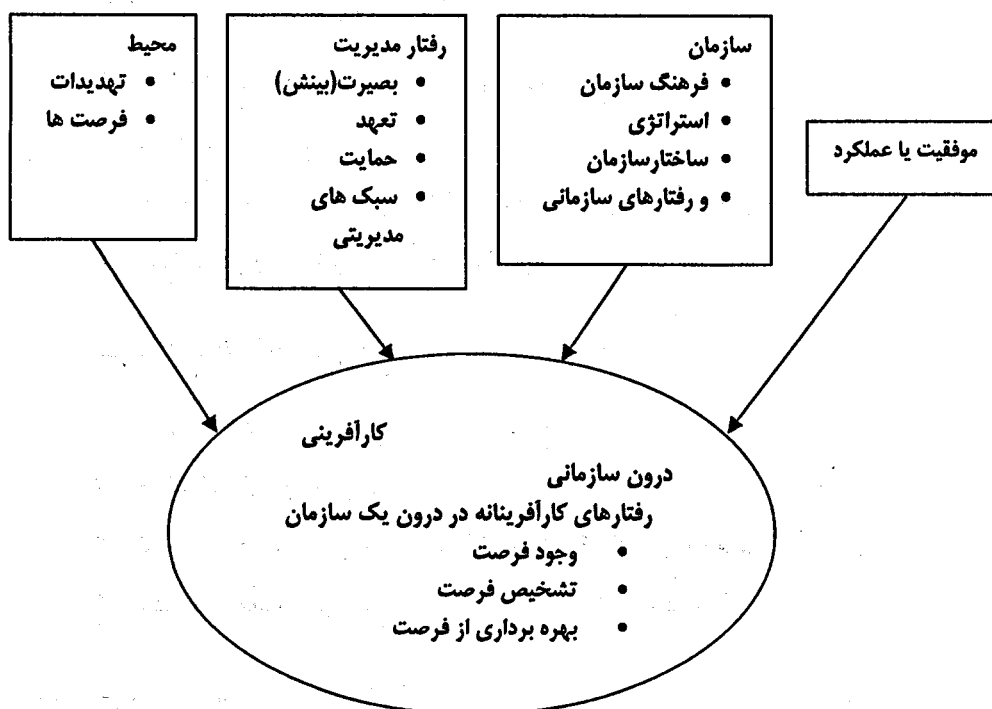 محیط
• تهدیدات
• فرصت ها
رفتار مدیریت
• بصیرت(بینش)
• تعهد
• حمایت
• سبک های
مدیریتی
سازمان
• فرهنگ سازمان
• استراتژی
• ساختارسازمان
• و رفتارهای سازمانی
موفقیت یا عملکرد
کارآفرینی
درون سازمانی
رفتارهای کارآفرینانه در درون یک سازمان
• وجود فرصت
• تشخیص فرصت
• بهره برداری از فرصت